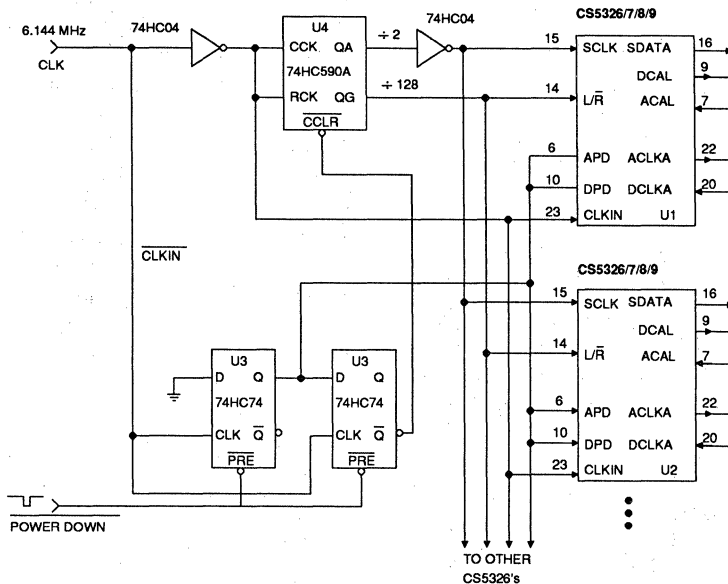 CS5326/7/8/9
6.144 MHz
CLK
74HC04
U4
CCK QA
74HC590A
RCK QG
CCLR
÷ 2
÷ 128
74HC04
15 SCLK SDATA 16
DCAL 9
14 L/R ACAL 7
6 APD ACLKA 22
10 DPD DCLKA 20
23 CLKIN U1
CLKIN
CS5326/7/8/9
15 SCLK SDATA 16
DCAL 9
14 L/R ACAL 7
6 APD ACLKA 22
10 DPD DCLKA 20
23 CLKIN U2
U3
D Q
74HC74
CLK Q
PRE
U3
D Q
74HC74
CLK Q
PRE
POWER DOWN
TO OTHER
CS5326's